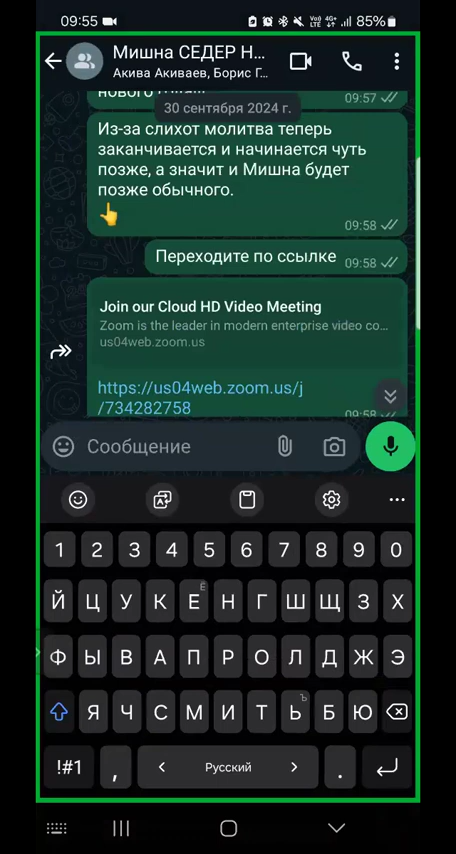 09:55
85%
Мишна СЕДЕР Н...
Акива Акиваев, Борис Г...
нового
09:57
30 сентября 2024 г.
Из-за слихот молитва теперь
заканчивается и начинается чуть
позже, а значит и Мишна будет
позже обычного.
09:58
Переходите по ссылке
09:58
Join our Cloud HD Video Meeting
Zoom is the leader in modern enterprise video co...
us04web.zoom.us
https://us04web.zoom.us/j
/734282758
09:58
Сообщение
1 2 3 4 5 6 7 8 9 0
Й Ц У К Е Ё Н Г Ш Щ З Х
Ф Ы В А П Р О Л Д Ж Э
Я Ч С М И Т Ь Ъ Б Ю
!#1 , < Русский > .